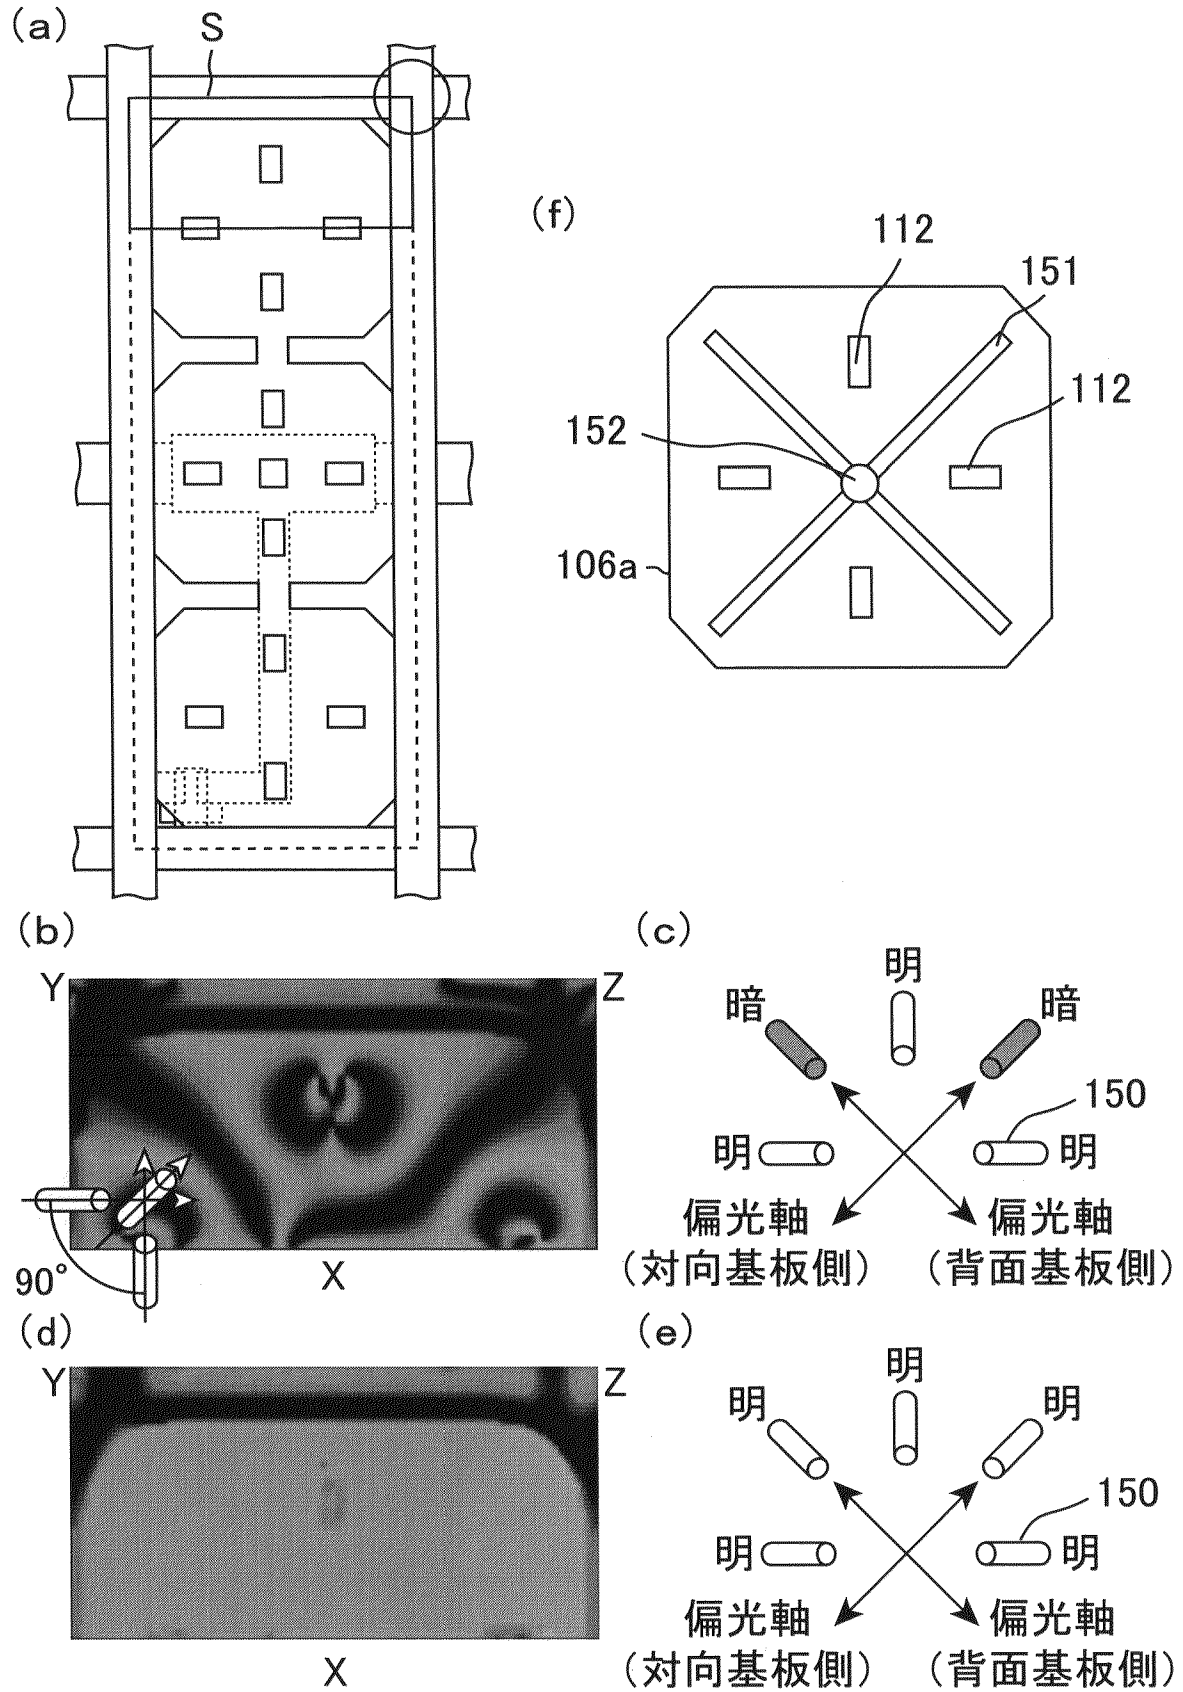 (a)
S
(f)
112
151
112
152
106a
(b)
Y
Z
90°
X
(c)
明
暗
暗
150
明
明
偏光軸
(対向基板側)
偏光軸
(背面基板側)
(d)
Y
Z
X
(e)
明
明
明
150
明
明
偏光軸
(対向基板側)
偏光軸
(背面基板側)